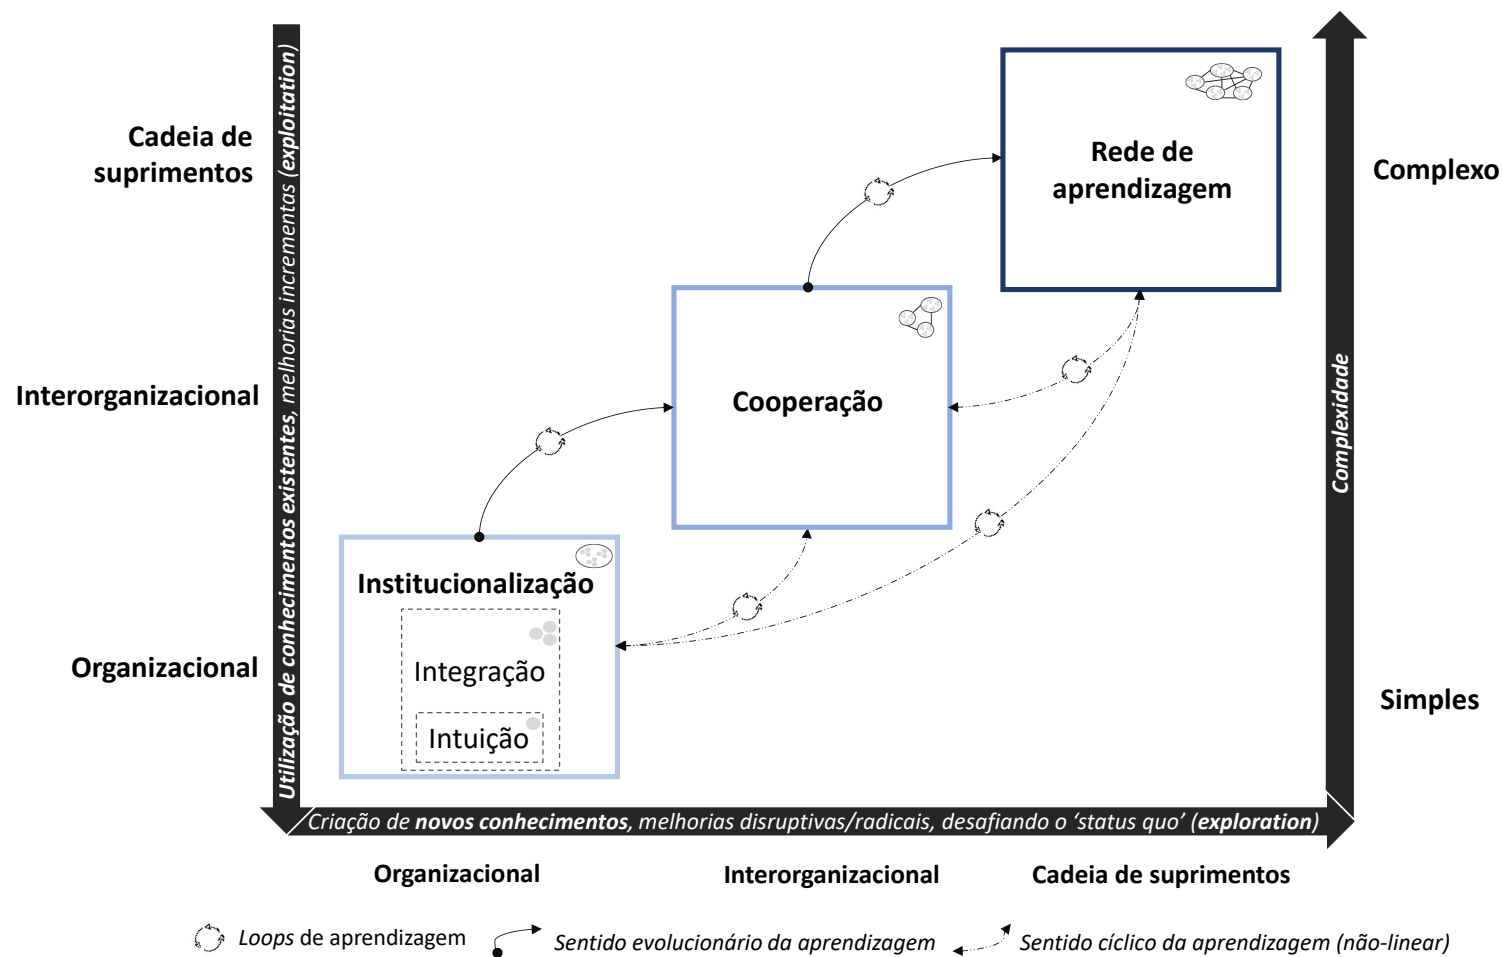 Cadeia de
suprimentos
Interorganizacional
Organizacional
Utilização de conhecimentos existentes, melhorias incrementas (exploitation)
Rede de
aprendizagem
Cooperação
Institucionalização
Integração
Intuição
Complexo
Complexidade
Simples
Criação de novos conhecimentos, melhorias disruptivas/radicais, desafiando o ‘status quo’ (exploration)
Organizacional
Interorganizacional
Cadeia de suprimentos
Loops de aprendizagem
Sentido evolucionário da aprendizagem
Sentido cíclico da aprendizagem (não-linear)